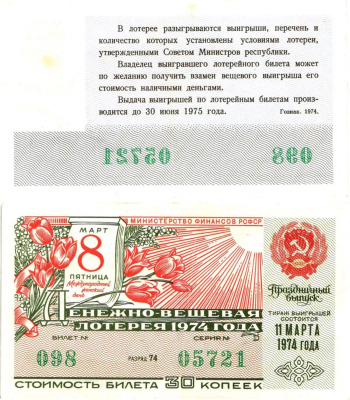 В лотерее разыгрываются выигрыши, перечень и
количество которых установлены условиями лотереи,
утвержденными Советом Министров республики.
Владелец выигравшего лотерейного билета может
по желанию получить взамен вещевого выигрыша его
стоимость наличными деньгами.
Выдача выигрышей по лотерейным билетам произ-
водится до 30 июня 1975 года. Гознак. 1974.
05721 098
МИНИСТЕРСТВО ФИНАНСОВ РСФСР
МАРТ
8
ПЯТНИЦА
Международный
женский
день
Праздничный
выпуск
ТИРАЖ ВЫИГРЫШЕЙ
СОСТОИТСЯ
11 МАРТА
1974 ГОДА
ДЕНЕЖНО-ВЕЩЕВАЯ
ЛОТЕРЕЯ 1974 ГОДА
БИЛЕТ № СЕРИЯ №
098 РАЗРЯД 74 05721
СТОИМОСТЬ БИЛЕТА 30 КОПЕЕК